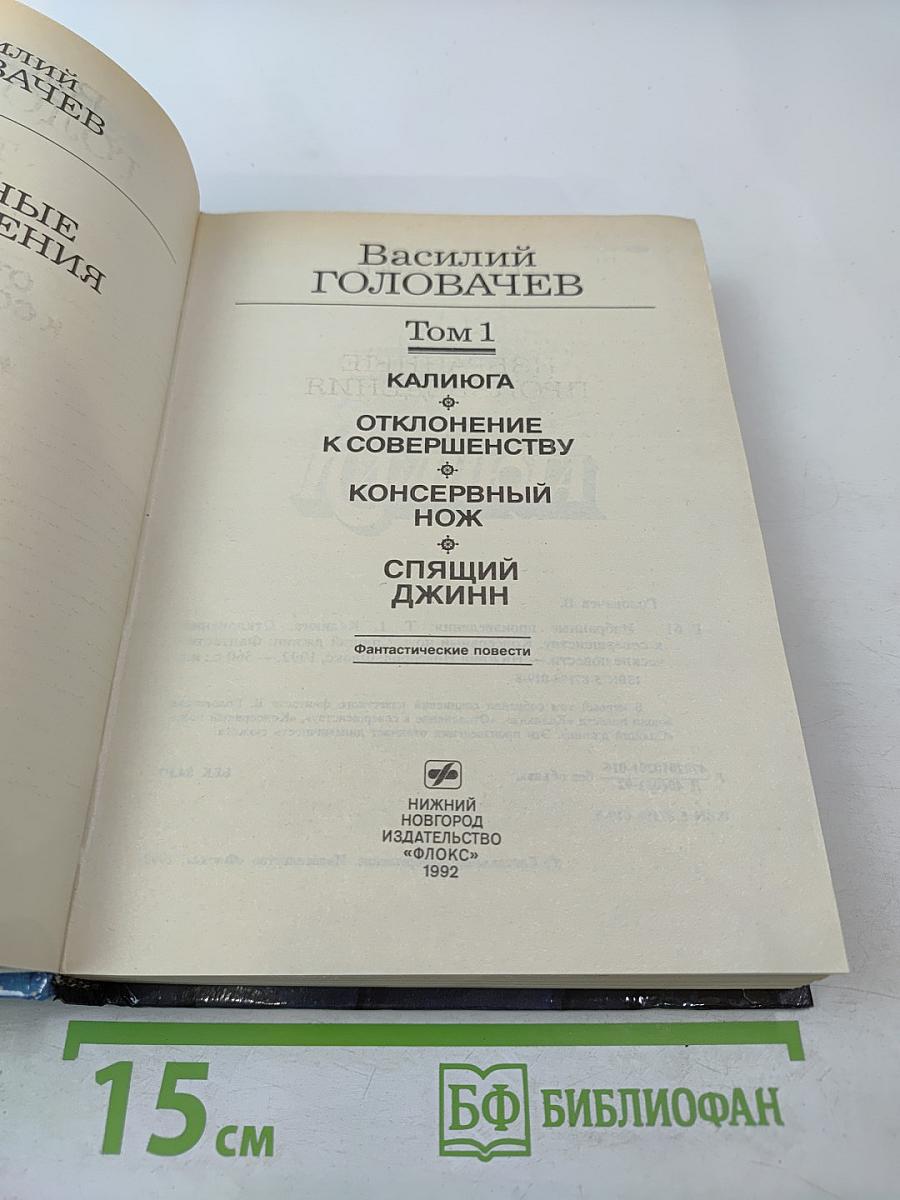 Василий
ГОЛОВАЧЕВ
Том 1
КАЛИЮГА
ОТКЛОНЕНИЕ
К СОВЕРШЕНСТВУ
КОНСЕРВНЫЙ
НОЖ
СПЯЩИЙ
ДЖИНН
Фантастические повести
НИЖНИЙ
НОВГОРОД
ИЗДАТЕЛЬСТВО
«ФЛОКС»
1992
15 см
БФ БИБЛИОФАН